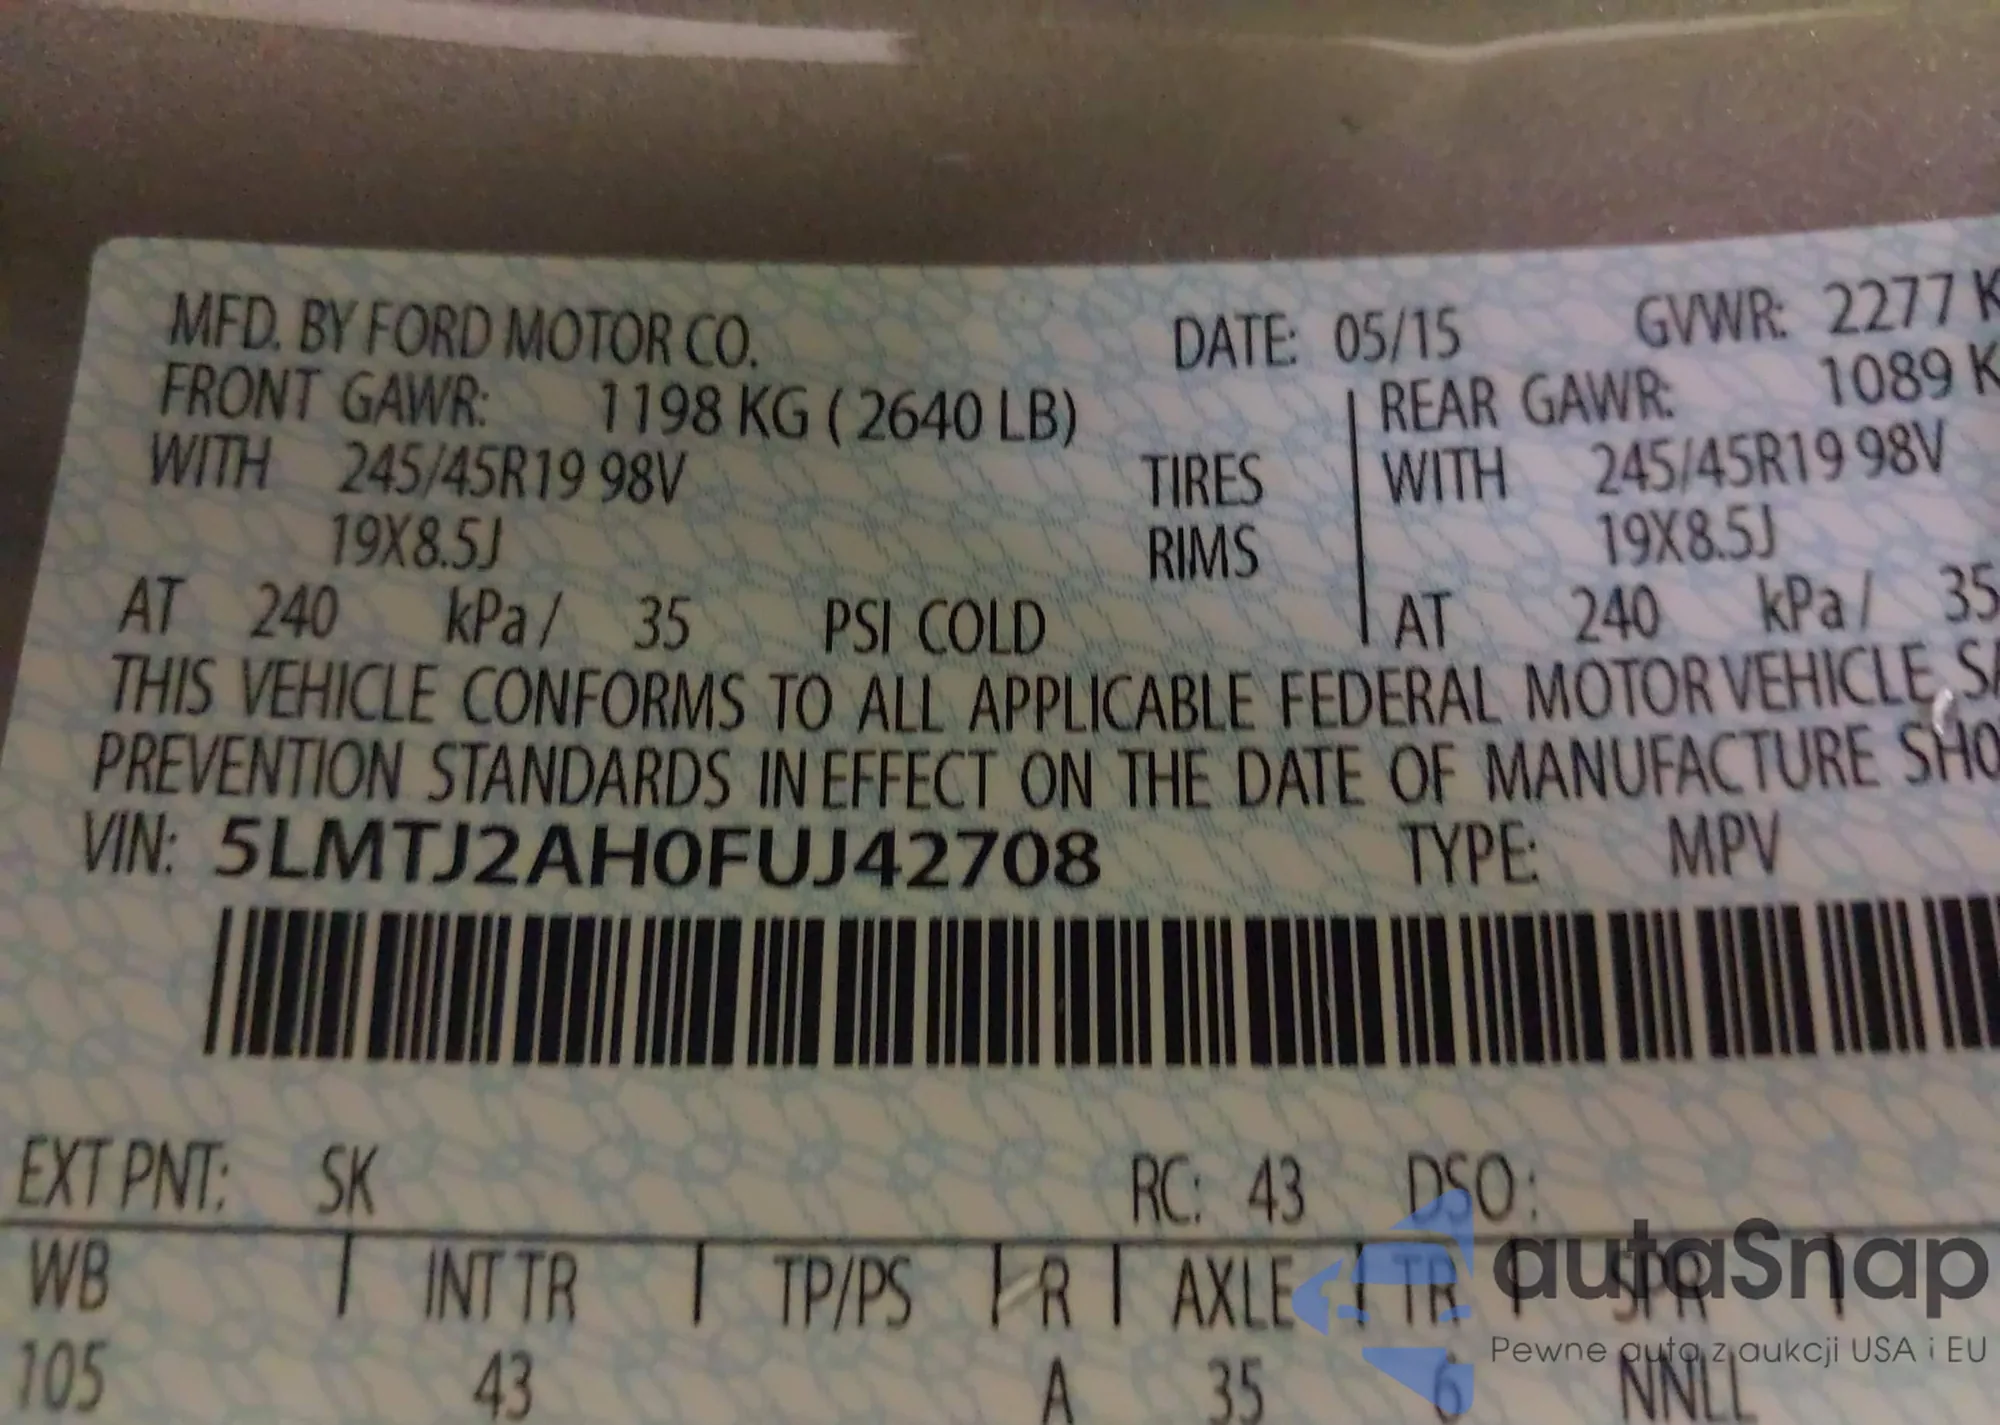 MFD. BY FORD MOTOR CO. DATE: 05/15 GVWR: 2277 K
FRONT GAWR: 1198 KG ( 2640 LB) REAR GAWR: 1089 K
WITH 245/45R19 98V TIRES WITH 245/45R19 98V
19X8.5J RIMS 19X8.5J
AT 240 kPa / 35 PSI COLD AT 240 kPa / 35
THIS VEHICLE CONFORMS TO ALL APPLICABLE FEDERAL MOTOR VEHICLE SA
PREVENTION STANDARDS IN EFFECT ON THE DATE OF MANUFACTURE SHO
VIN: 5LMTJ2AH0FUJ42708 TYPE: MPV
EXT PNT: SK RC: 43 DSO:
WB INT TR TP/PS R AXLE TR SPR
105 43 A 35 6 NNLL
autaSnap
Pewne auta z aukcji USA i EU